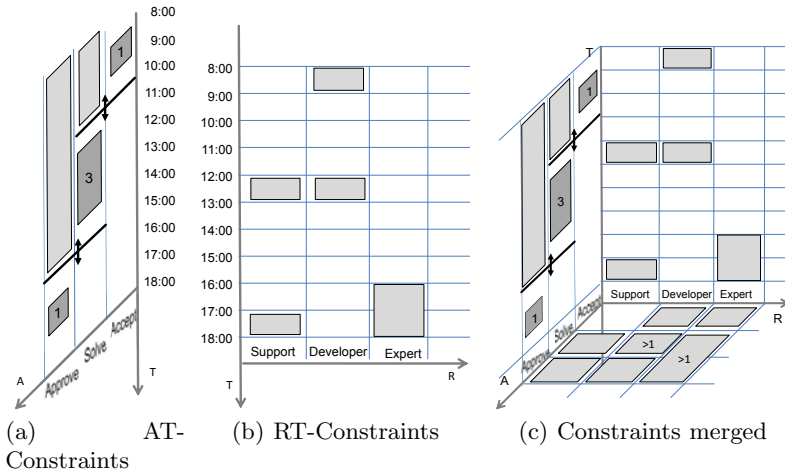 8:00
9:00
10:00
11:00
12:00
13:00
14:00
15:00
16:00
17:00
18:00
1
3
1
Accept
Solve
Approve
A
T
8:00
9:00
10:00
11:00
12:00
13:00
14:00
15:00
16:00
17:00
18:00
Support Developer Expert
T
R
T
1
3
1
Support Developer Expert
R
Accept
Solve
Approve
A
>1
>1
(a) AT-
Constraints
(b) RT-Constraints
(c) Constraints merged